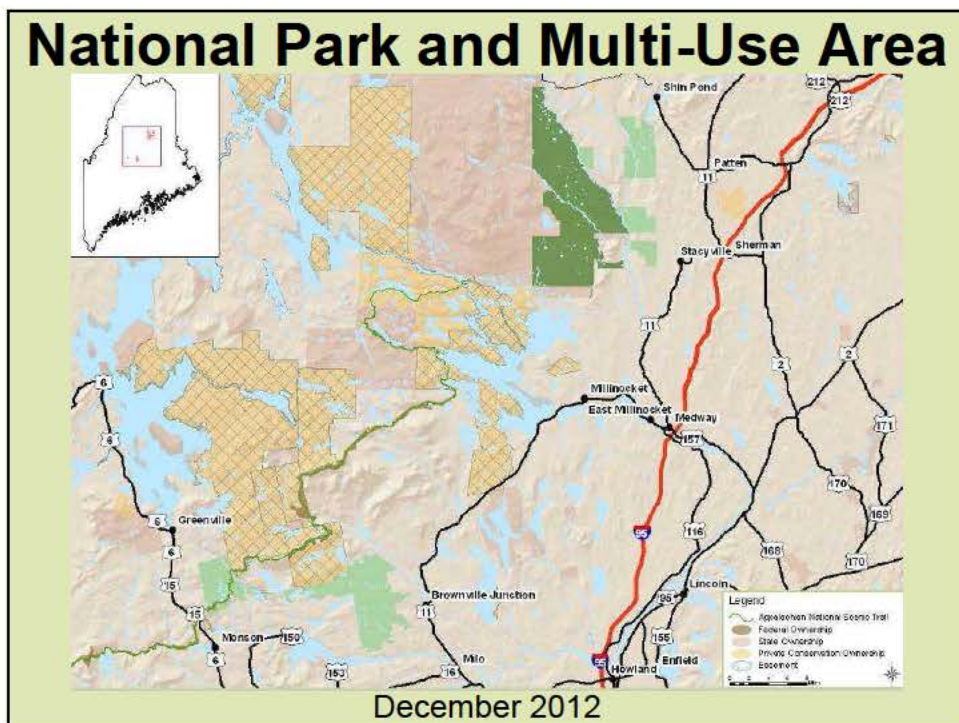 National Park and Multi-Use Area
212
212
Shin Pond
Patten
11
Sherman
Stacyville
11
2
2
6
Millinocket
East Millinocket
Medway
157
6
171
170
6
Greenville
169
95
116
6
168
170
15
Brownville Junction
95
Lincoln
11
15
Monson
150
155
6
Milo
153
16
95
Enfield
Howland
Legend
Appalachian National Scenic Trail
Federal Ownership
State Ownership
Private Conservation Ownership
Easement
December 2012